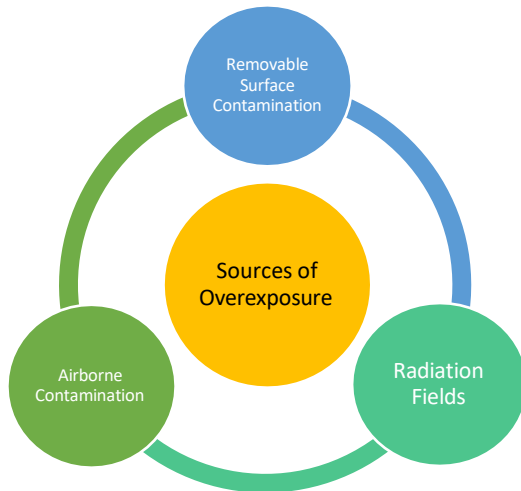 Removable
Surface
Contamination
Sources of
Overexposure
Airborne
Contamination
Radiation
Fields